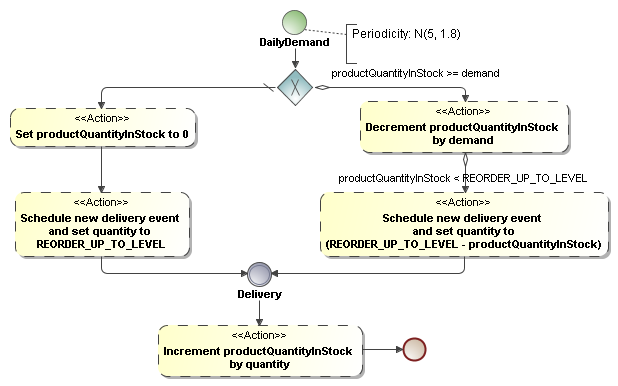 Periodicity: N(5, 1.8)
DailyDemand
X
productQuantityInStock >= demand
<<Action>>
Set productQuantityInStock to 0
<<Action>>
Decrement productQuantityInStock
by demand
productQuantityInStock < REORDER_UP_TO_LEVEL
<<Action>>
Schedule new delivery event
and set quantity to
REORDER_UP_TO_LEVEL
<<Action>>
Schedule new delivery event
and set quantity to
(REORDER_UP_TO_LEVEL - productQuantityInStock)
Delivery
<<Action>>
Increment productQuantityInStock
by quantity